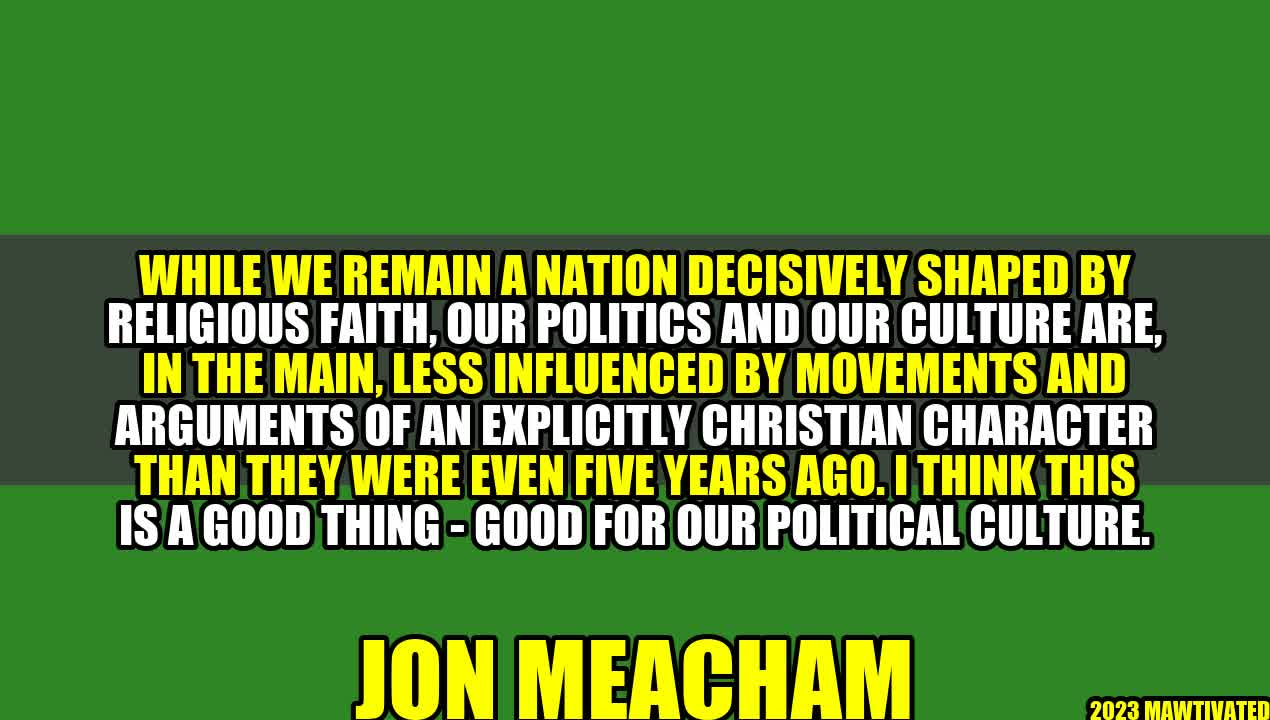 WHILE WE REMAIN A NATION DECISIVELY SHAPED BY
RELIGIOUS FAITH, OUR POLITICS AND OUR CULTURE ARE,
IN THE MAIN, LESS INFLUENCED BY MOVEMENTS AND
ARGUMENTS OF AN EXPLICITLY CHRISTIAN CHARACTER
THAN THEY WERE EVEN FIVE YEARS AGO. I THINK THIS
IS A GOOD THING - GOOD FOR OUR POLITICAL CULTURE.
JON MEACHAM
2023 MAWTIVATED